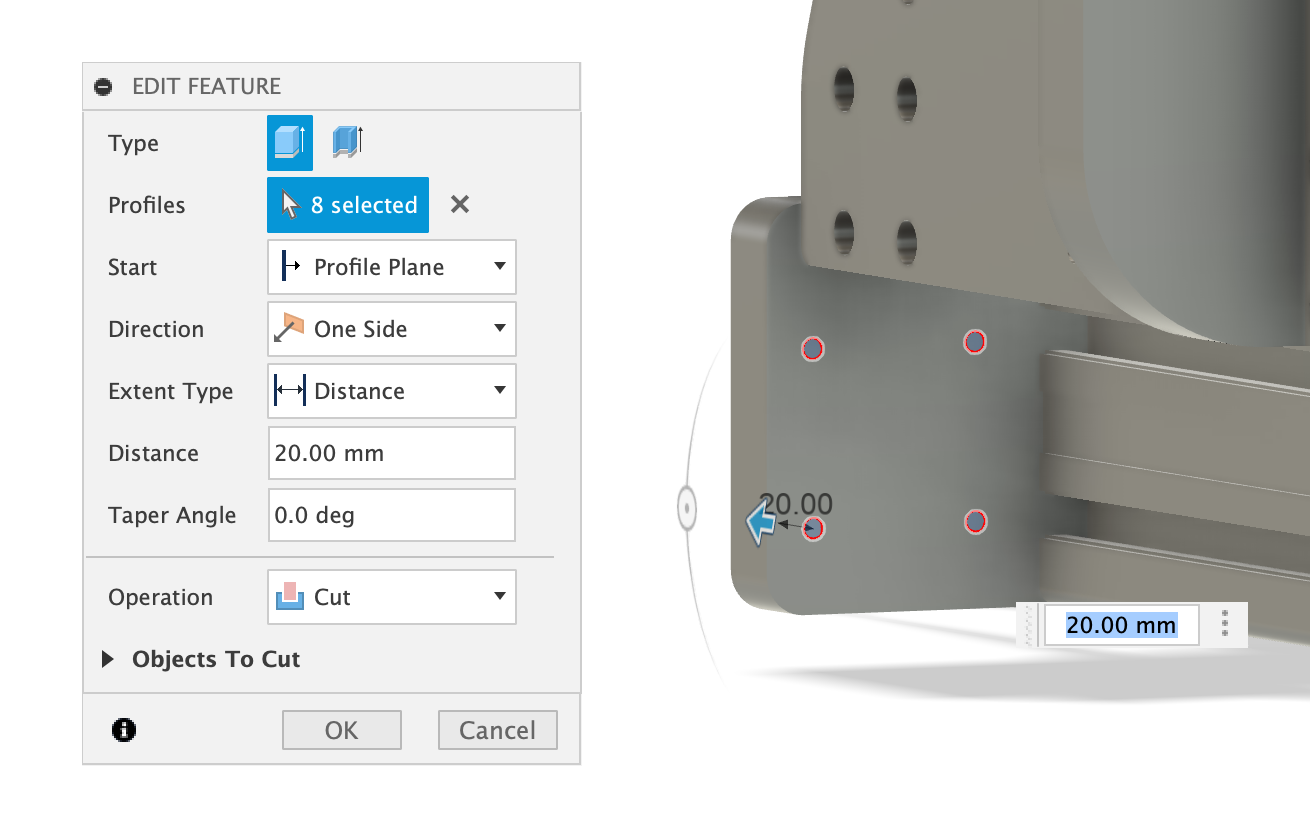 EDIT FEATURE
Type
Profiles 8 selected
Start Profile Plane
Direction One Side
Extent Type Distance
Distance 20.00 mm
Taper Angle 0.0 deg
Operation Cut
Objects To Cut
OK Cancel
20.00
20.00 mm